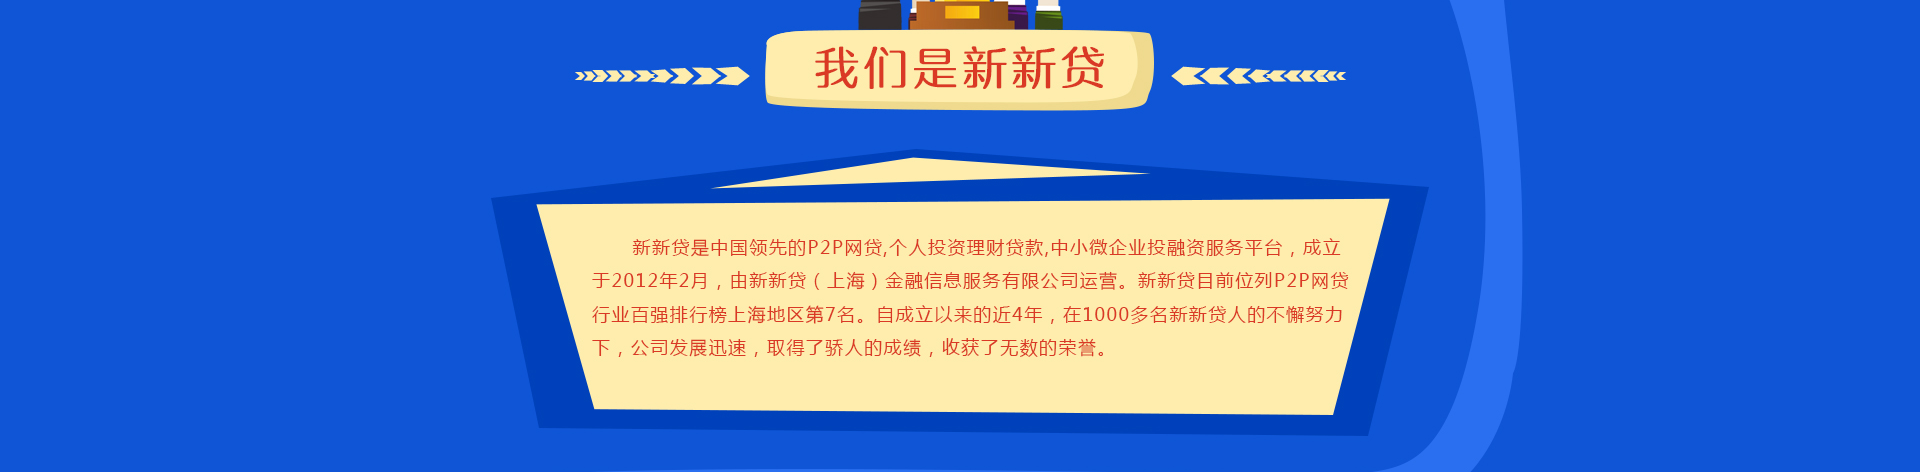 我们是新新贷
新新贷是中国领先的P2P网贷,个人投资理财贷款,中小微企业投融资服务平台，成立
于2012年2月，由新新贷（上海）金融信息服务有限公司运营。新新贷目前位列P2P网贷
行业百强排行榜上海地区第7名。自成立以来的近4年，在1000多名新新贷人的不懈努力
下，公司发展迅速，取得了骄人的成绩，收获了无数的荣誉。